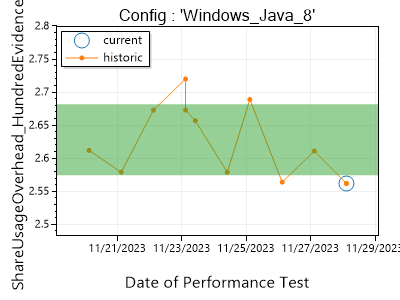 Config : 'Windows_Java_8'
current
historic
2.8
2.75
2.7
2.65
2.6
2.55
2.5
ShareUsageOverhead_HundredEvidence
11/21/2023
11/23/2023
11/25/2023
11/27/2023
11/29/2023
Date of Performance Test